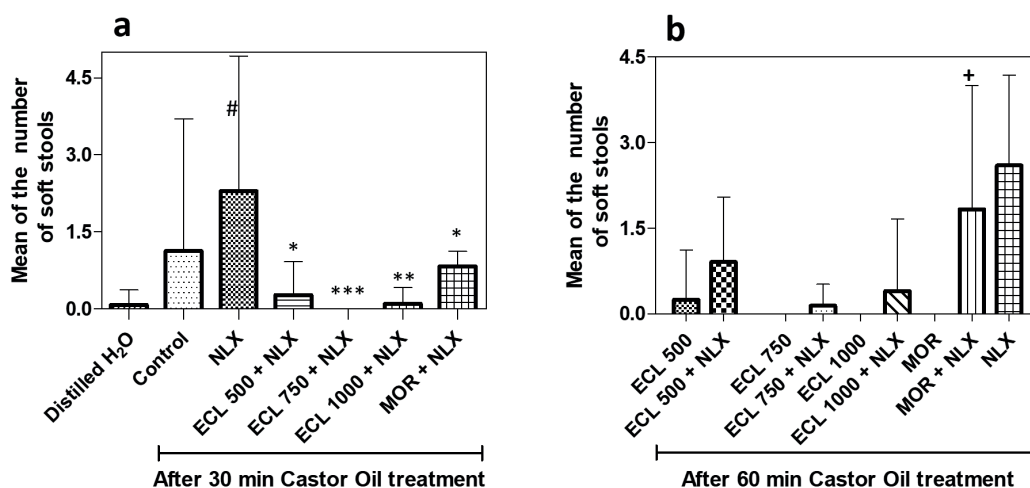 a
Mean of the number
of soft stools
4.5
3.0
1.5
0.0
#
*
***
**
*
Distilled H₂O
Control
NLX
ECL 500 + NLX
ECL 750 + NLX
ECL 1000 + NLX
MOR + NLX
After 30 min Castor Oil treatment
b
Mean of the number
of soft stools
4.5
3.0
1.5
0.0
+
ECL 500
ECL 500 + NLX
ECL 750
ECL 750 + NLX
ECL 1000
ECL 1000 + NLX
MOR
MOR + NLX
NLX
After 60 min Castor Oil treatment